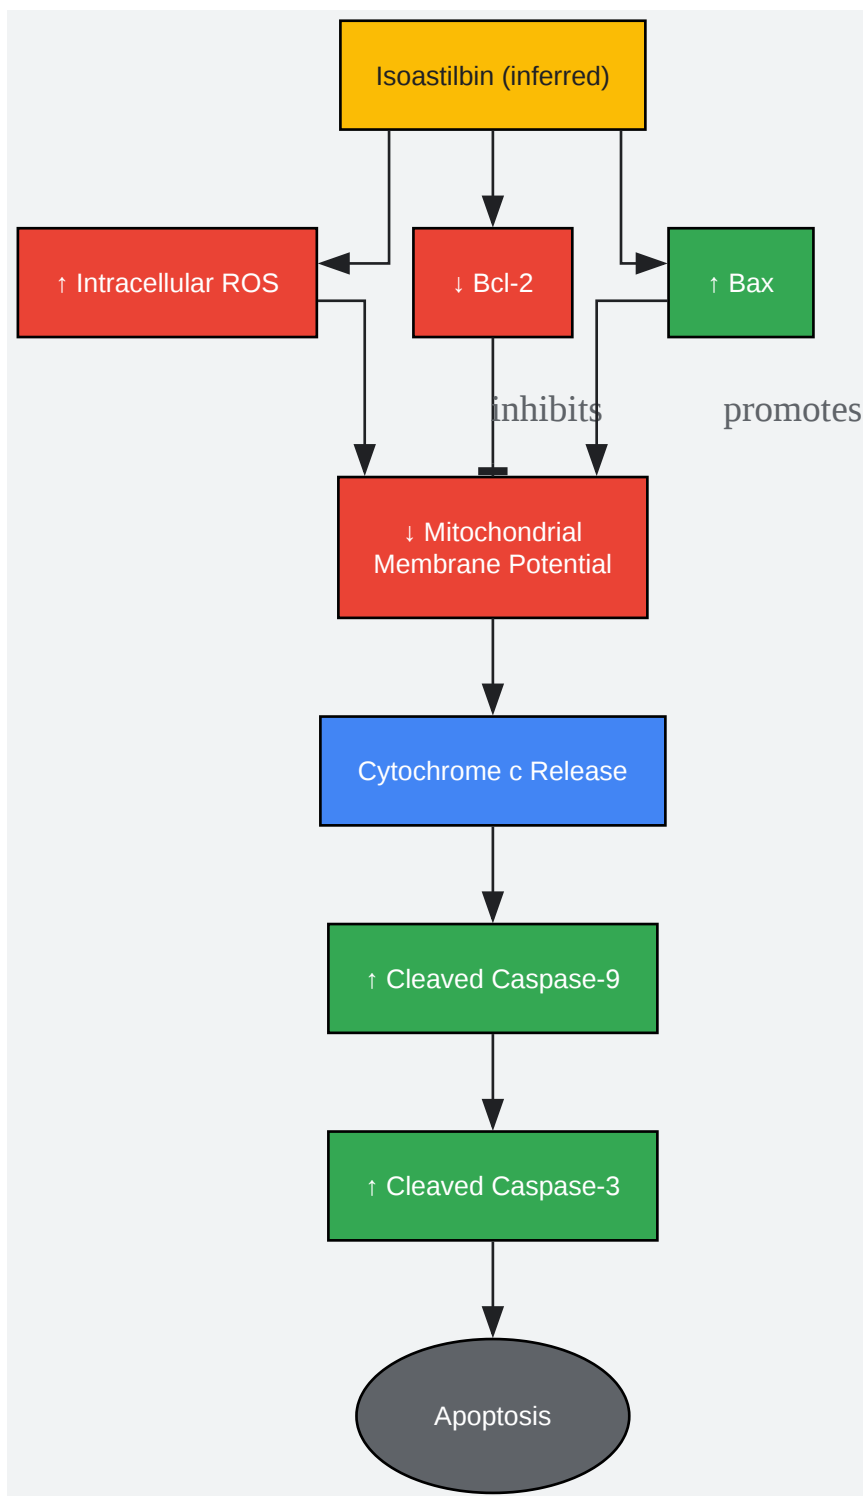 Isoastilbin (inferred)
↑ Intracellular ROS
↓ Bcl-2
↑ Bax
inhibits
promotes
↓ Mitochondrial
Membrane Potential
Cytochrome c Release
↑ Cleaved Caspase-9
↑ Cleaved Caspase-3
Apoptosis